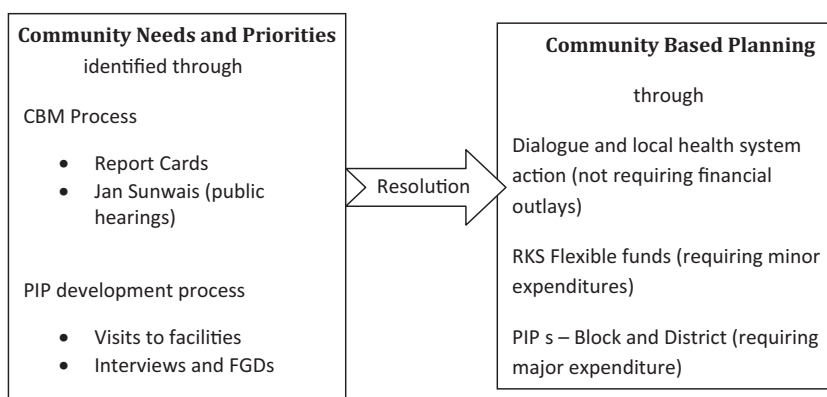 Community Needs and Priorities
identified through
CBM Process
• Report Cards
• Jan Sunwais (public
hearings)
PIP development process
• Visits to facilities
• Interviews and FGDs
Resolution
Community Based Planning
through
Dialogue and local health system
action (not requiring financial
outlays)
RKS Flexible funds (requiring minor
expenditures)
PIP s – Block and District (requiring
major expenditure)